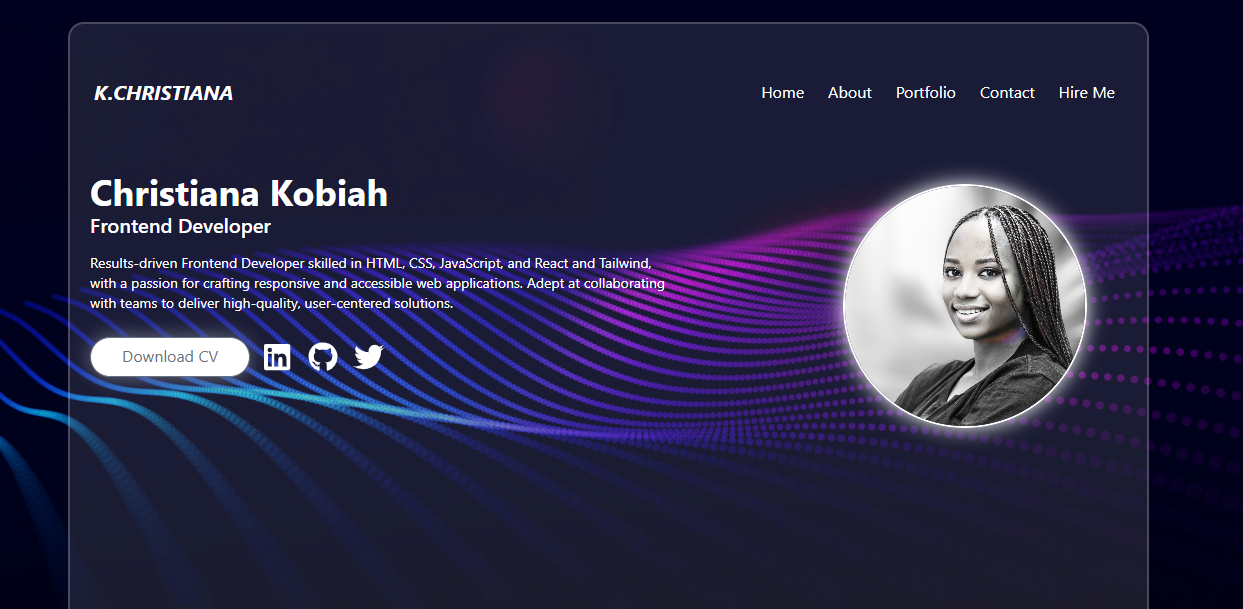 K.CHRISTIANA
Home About Portfolio Contact Hire Me
Christiana Kobiah
Frontend Developer
Results-driven Frontend Developer skilled in HTML, CSS, JavaScript, and React and Tailwind,
with a passion for crafting responsive and accessible web applications. Adept at collaborating
with teams to deliver high-quality, user-centered solutions.
Download CV